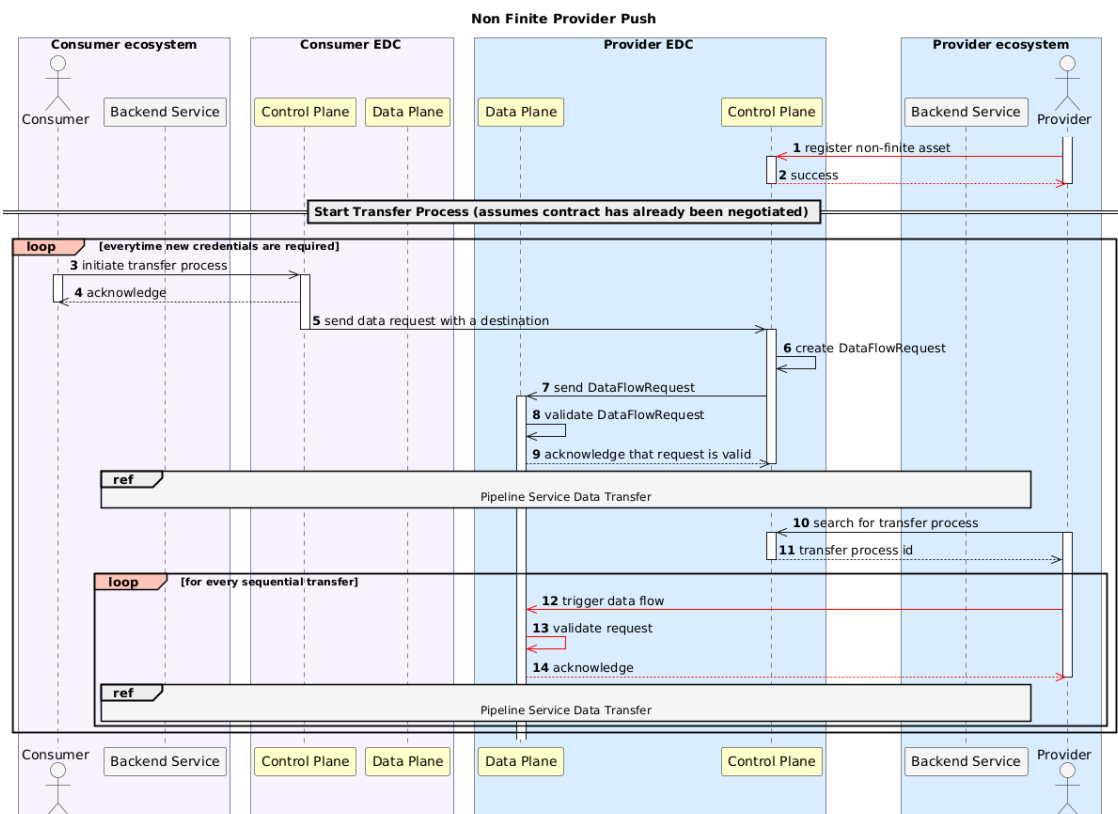 Non Finite Provider Push
Consumer ecosystem
Consumer EDC
Provider EDC
Provider ecosystem
Consumer
Backend Service
Control Plane
Data Plane
Data Plane
Control Plane
Backend Service
Provider
1 register non-finite asset
2 success
Start Transfer Process (assumes contract has already been negotiated)
loop [everytime new credentials are required]
3 initiate transfer process
4 acknowledge
5 send data request with a destination
6 create DataFlowRequest
7 send DataFlowRequest
8 validate DataFlowRequest
9 acknowledge that request is valid
ref
Pipeline Service Data Transfer
10 search for transfer process
11 transfer process id
loop [for every sequential transfer]
12 trigger data flow
13 validate request
14 acknowledge
ref
Pipeline Service Data Transfer
Consumer
Backend Service
Control Plane
Data Plane
Data Plane
Control Plane
Backend Service
Provider